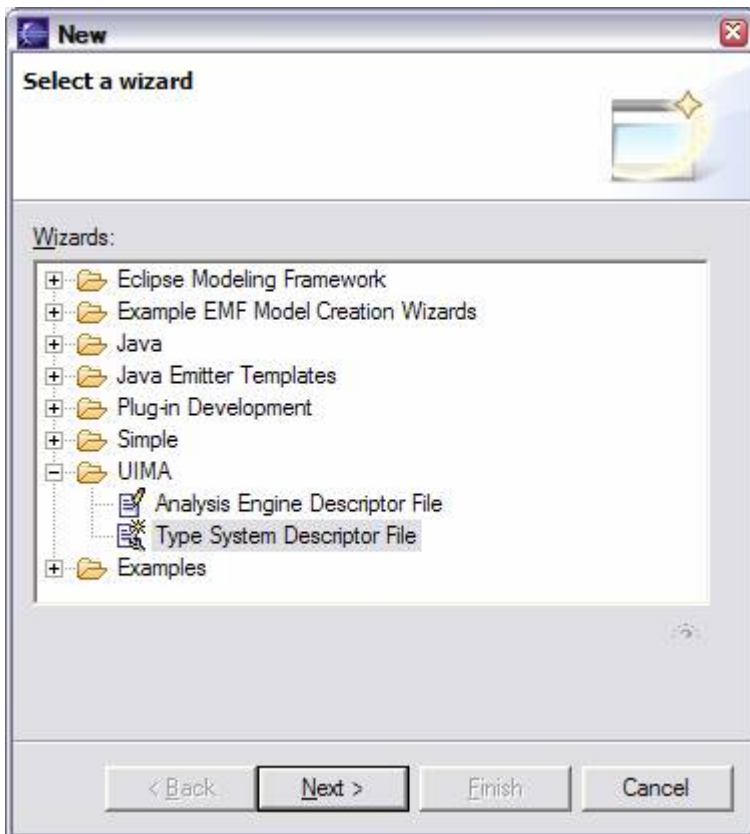 New
Select a wizard
Wizards:
Eclipse Modeling Framework
Example EMF Model Creation Wizards
Java
Java Emitter Templates
Plug-in Development
Simple
UIMA
Analysis Engine Descriptor File
Type System Descriptor File
Examples
< Back Next > Finish Cancel